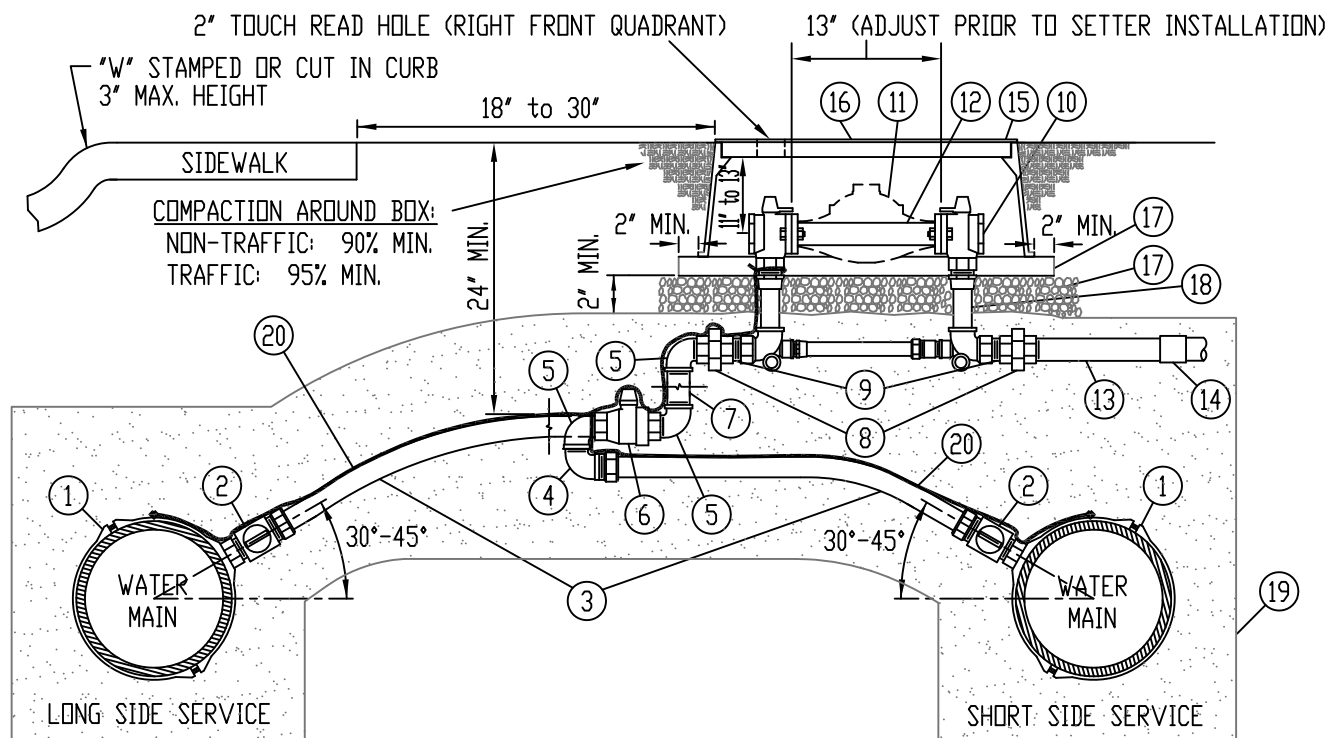 2" TOUCH READ HOLE (RIGHT FRONT QUADRANT)
13" (ADJUST PRIOR TO SETTER INSTALLATION)
"W" STAMPED OR CUT IN CURB
3" MAX. HEIGHT
18" to 30"
16
11
12
15
10
SIDEWALK
11" to 13"
COMPACTION AROUND BOX:
NON-TRAFFIC: 90% MIN.
TRAFFIC: 95% MIN.
24" MIN.
2" MIN.
2" MIN.
2" MIN.
17
17
18
20
5
5
7
9
8
13
14
1
2
4
6
5
20
2
1
30°-45°
30°-45°
WATER
MAIN
3
WATER
MAIN
19
LONG SIDE SERVICE
SHORT SIDE SERVICE